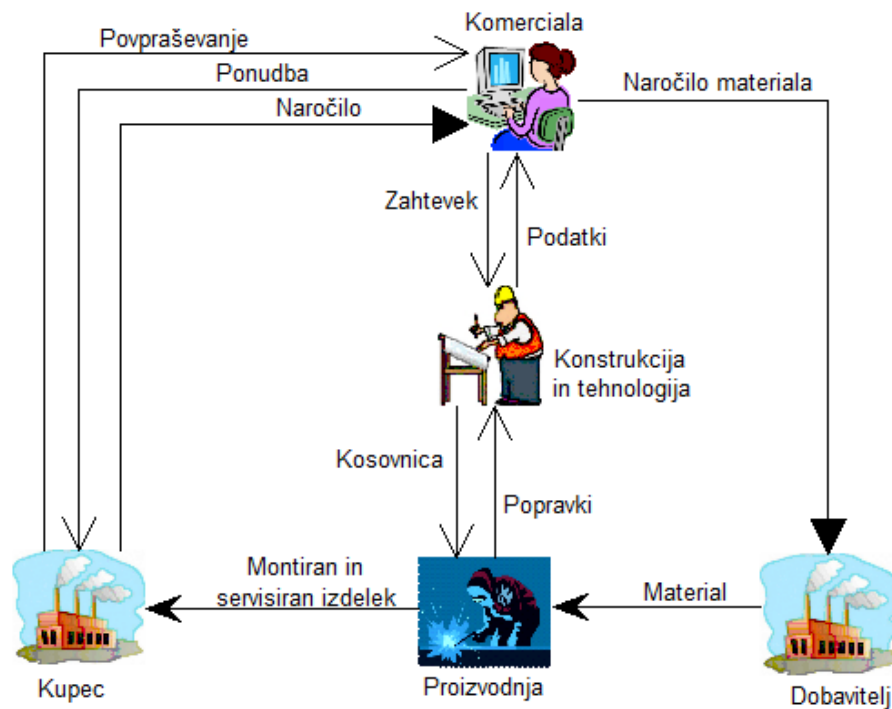 Komerciala
Povpraševanje
Ponudba
Naročilo materiala
Naročilo
Zahtevek
Podatki
Konstrukcija
in tehnologija
Kosovnica
Popravki
Montiran in
servisiran izdelek
Material
Kupec
Proizvodnja
Dobavitelj